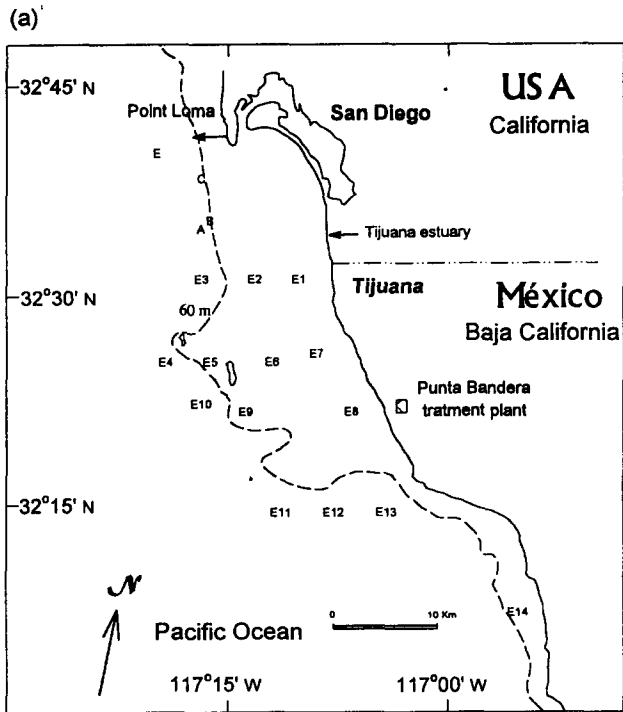 (a)
32°45' N
USA
California
Point Loma
San Diego
E
C
B
A
Tijuana estuary
E3 E2 E1
Tijuana
México
Baja California
32°30' N
60 m
E4 E5 E6 E7
Punta Bandera
tratment plant
E10 E9 E8
32°15' N
E11 E12 E13
N
E14
0 10 Km
Pacific Ocean
117°15' W 117°00' W